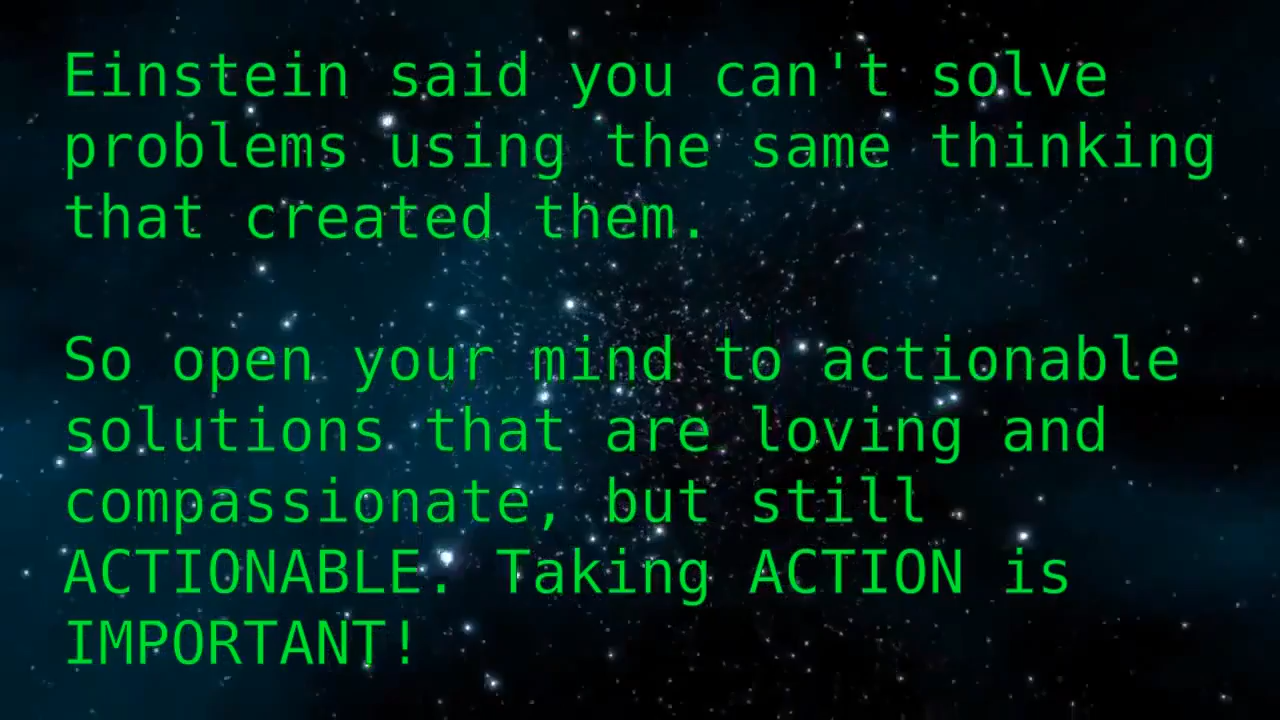 Einstein said you can't solve
problems using the same thinking
that created them.
So open your mind to actionable
solutions that are loving and
compassionate, but still
ACTIONABLE. Taking ACTION is
IMPORTANT!